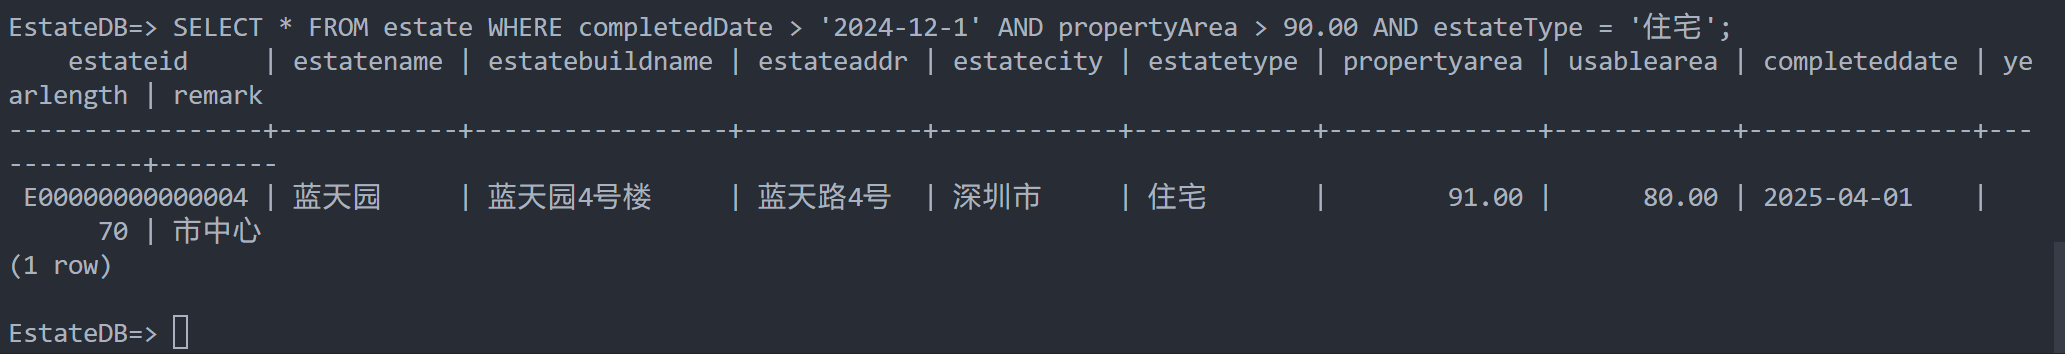 EstateDB=> SELECT * FROM estate WHERE completedDate > '2024-12-1' AND propertyArea > 90.00 AND estateType = '住宅';
    estateid     | estatename | estatebuildname | estateaddr | estatecity | estatetype | propertyarea | usablearea | completeddate | ye
arlength | remark
-----------------+------------+-----------------+------------+------------+------------+--------------+------------+---------------+---
---------+--------
 E00000000000004 | 蓝天园     | 蓝天园4号楼     | 蓝天路4号  | 深圳市     | 住宅       |        91.00 |      80.00 | 2025-04-01    |
      70 | 市中心
(1 row)
EstateDB=>